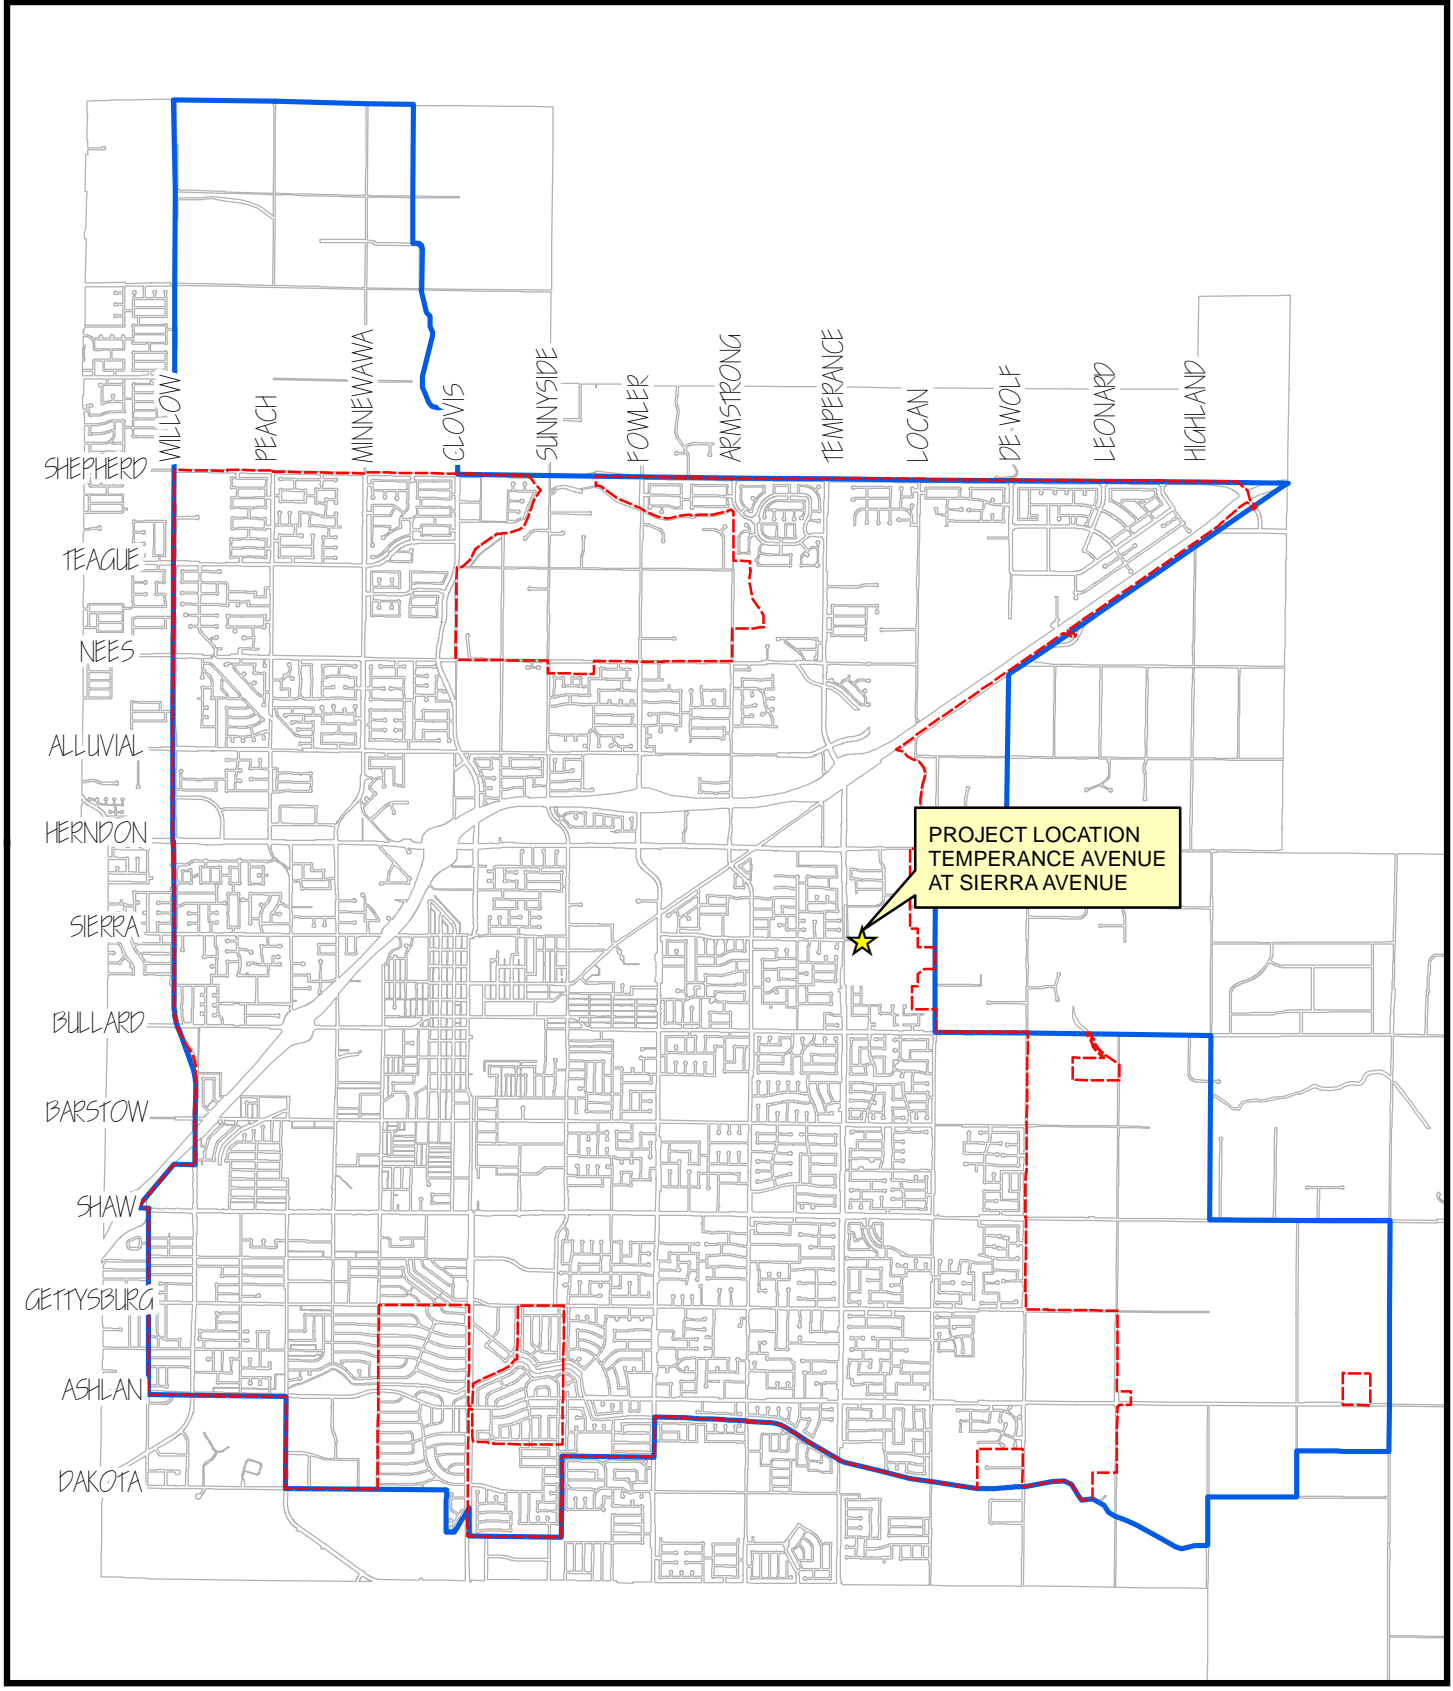 WILLOW
PEACH
MINNEWAWA
CLOVIS
SUNNYSIDE
FOWLER
ARMSTRONG
TEMPERANCE
LOCAN
DE WOLF
LEONARD
HIGHLAND
SHEPHERD
TEAGUE
NEES
ALLUVIAL
HERNDON
PROJECT LOCATION
TEMPERANCE AVENUE
AT SIERRA AVENUE
SIERRA
BULLARD
BARSTOW
SHAW
GETTYSBURG
ASHLAN
DAKOTA